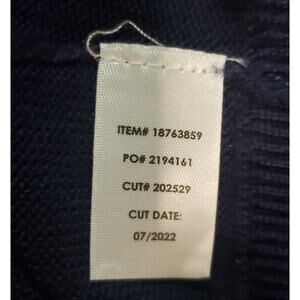 ITEM# 18763859
PO# 2194161
CUT# 202529
CUT DATE:
07/2022